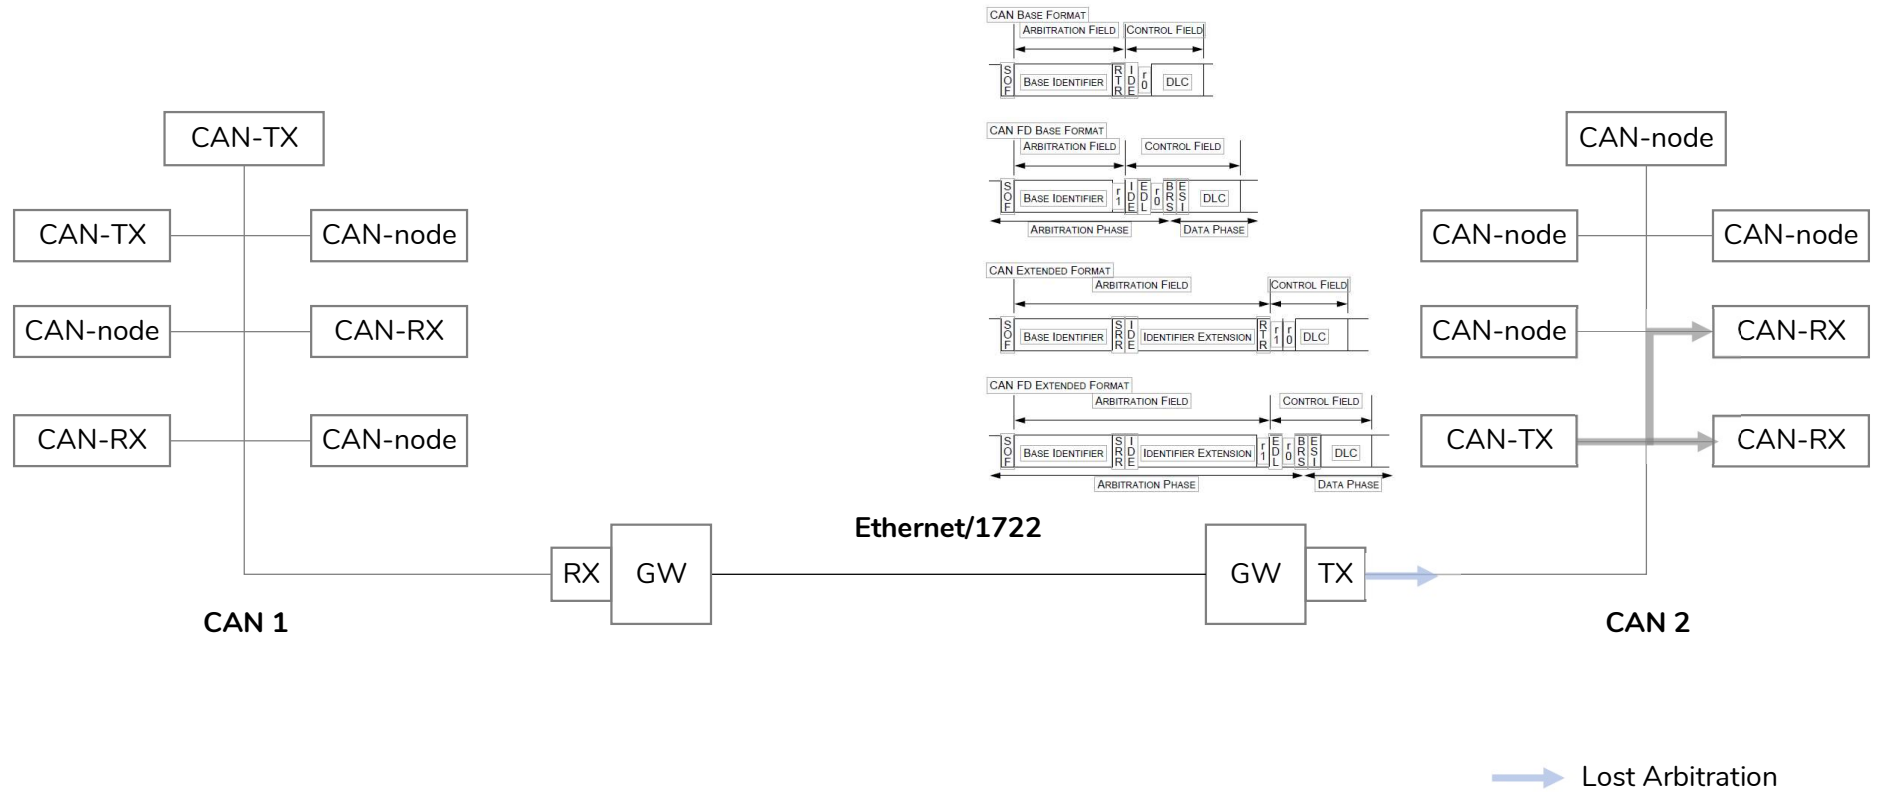 CAN BASE FORMAT
ARBITRATION FIELD CONTROL FIELD
SOF BASE IDENTIFIER RTR IDE r0 DLC
CAN FD BASE FORMAT
ARBITRATION FIELD CONTROL FIELD
SOF BASE IDENTIFIER r1 IDE EDL r0 BRS ESI DLC
ARBITRATION PHASE DATA PHASE
CAN EXTENDED FORMAT
ARBITRATION FIELD CONTROL FIELD
SOF BASE IDENTIFIER SRR IDE IDENTIFIER EXTENSION RTR r1 r0 DLC
CAN FD EXTENDED FORMAT
ARBITRATION FIELD CONTROL FIELD
SOF BASE IDENTIFIER SRR IDE IDENTIFIER EXTENSION r1 EDL r0 BRS ESI DLC
ARBITRATION PHASE DATA PHASE
CAN-TX
CAN-TX
CAN-node
CAN-node
CAN-RX
CAN-RX
CAN-node
RX
GW
CAN 1
Ethernet/1722
GW
TX
CAN-node
CAN-node
CAN-node
CAN-node
CAN-RX
CAN-TX
CAN-RX
CAN 2
Lost Arbitration